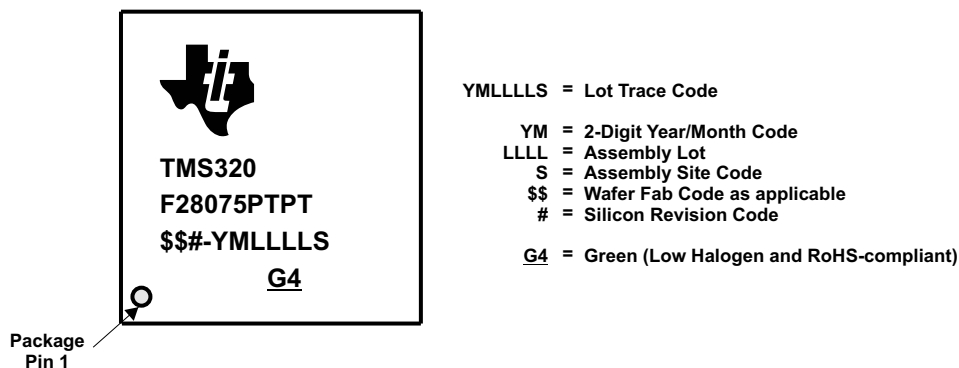 TMS320
F28075PTPT
$$#-YMLLLLS
G4
Package
Pin 1
YMLLLLS = Lot Trace Code
YM = 2-Digit Year/Month Code
LLLL = Assembly Lot
S = Assembly Site Code
$$ = Wafer Fab Code as applicable
# = Silicon Revision Code
G4 = Green (Low Halogen and RoHS-compliant)